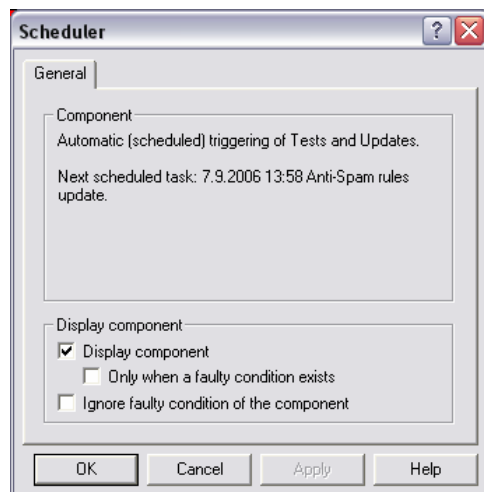 Scheduler
General
Component
Automatic (scheduled) triggering of Tests and Updates.
Next scheduled task: 7.9.2006 13:58 Anti-Spam rules
update.
Display component
Display component
Only when a faulty condition exists
Ignore faulty condition of the component
OK Cancel Apply Help